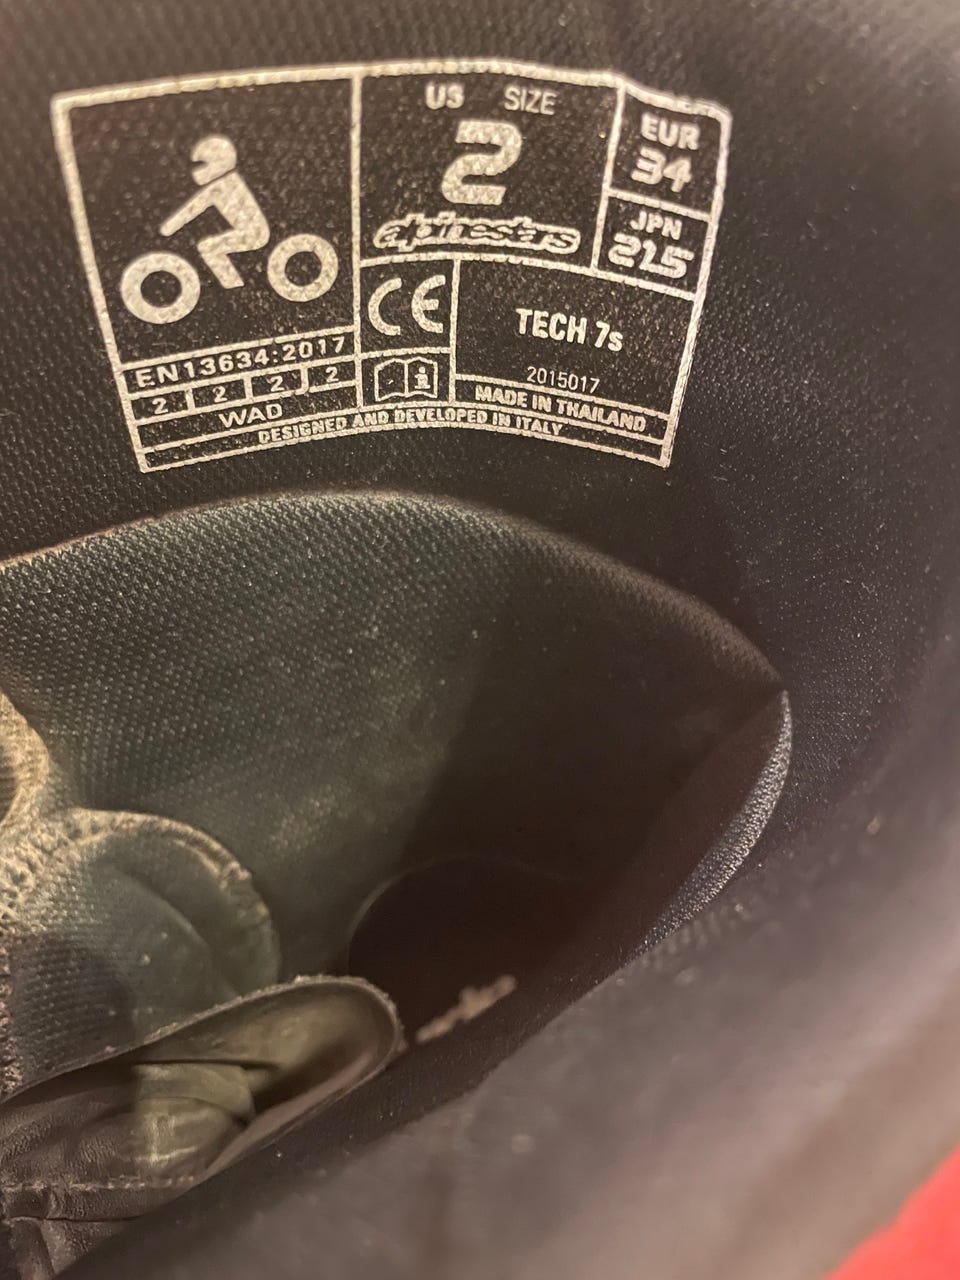 US SIZE
2
alpinestars
EUR
34
JPN
21.5
CE
TECH 7s
2015017
EN13634:2017
2 2 2 2
WAD
i
MADE IN THAILAND
DESIGNED AND DEVELOPED IN ITALY